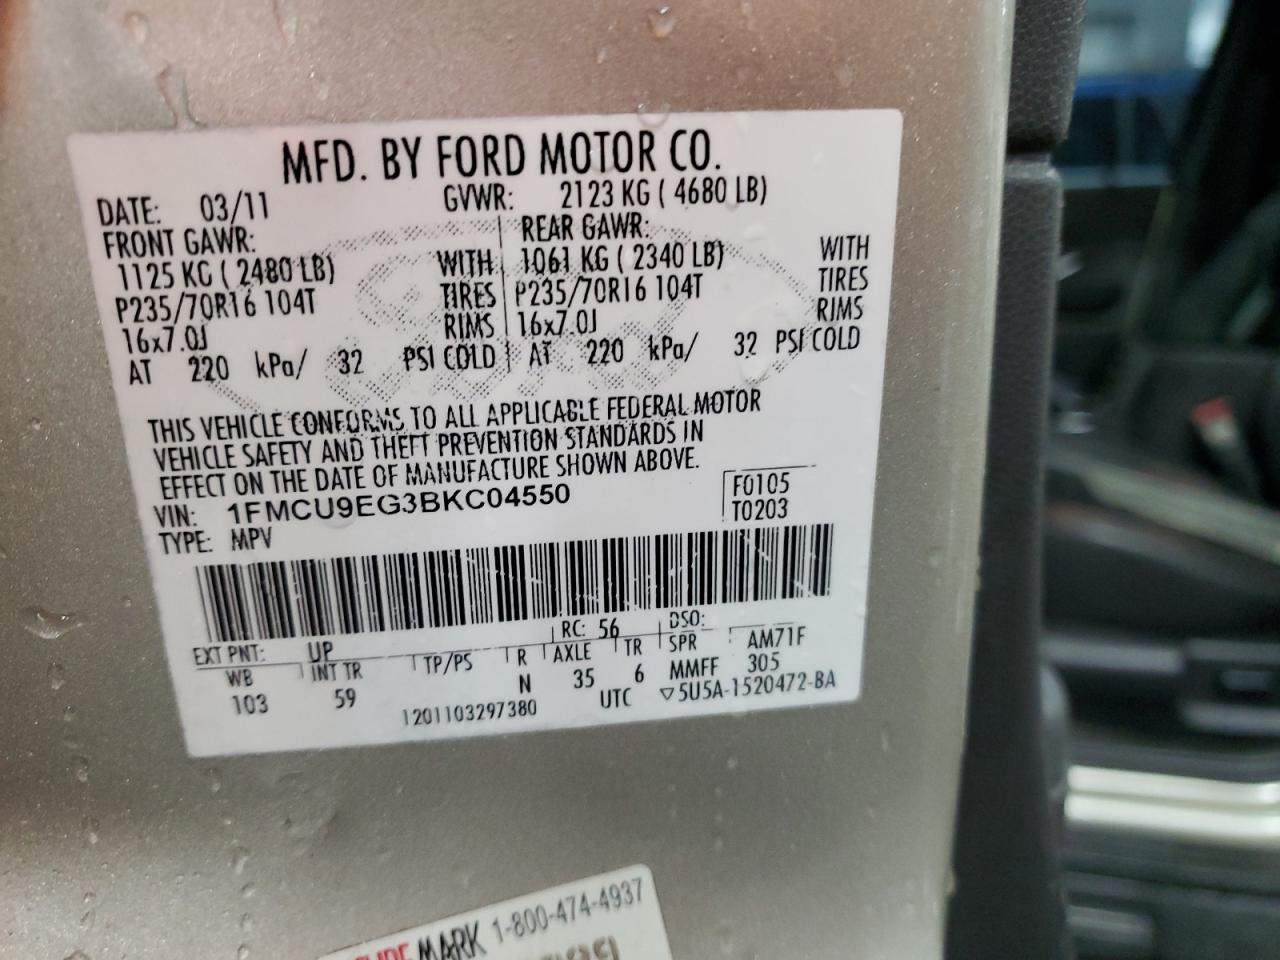 MFD. BY FORD MOTOR CO.
DATE: 03/11 GVWR: 2123 KG ( 4680 LB)
FRONT GAWR: REAR GAWR:
1125 KG ( 2480 LB) WITH 1061 KG ( 2340 LB) WITH
P235/70R16 104T TIRES P235/70R16 104T TIRES
16x7.0J RIMS 16x7.0J RIMS
AT 220 kPa/ 32 PSI COLD AT 220 kPa/ 32 PSI COLD
THIS VEHICLE CONFORMS TO ALL APPLICABLE FEDERAL MOTOR
VEHICLE SAFETY AND THEFT PREVENTION STANDARDS IN
EFFECT ON THE DATE OF MANUFACTURE SHOWN ABOVE.
VIN: 1FMCU9EG3BKC04550 F0105
TYPE: MPV T0203
EXT PNT: UP RC: 56 DSO:
WB INT TR TP/PS R AXLE TR SPR AM71F
103 59 N 35 6 MMFF 305
1201103297380 UTC ▽5U5A-1520472-BA
MARK 1-800-474-4937